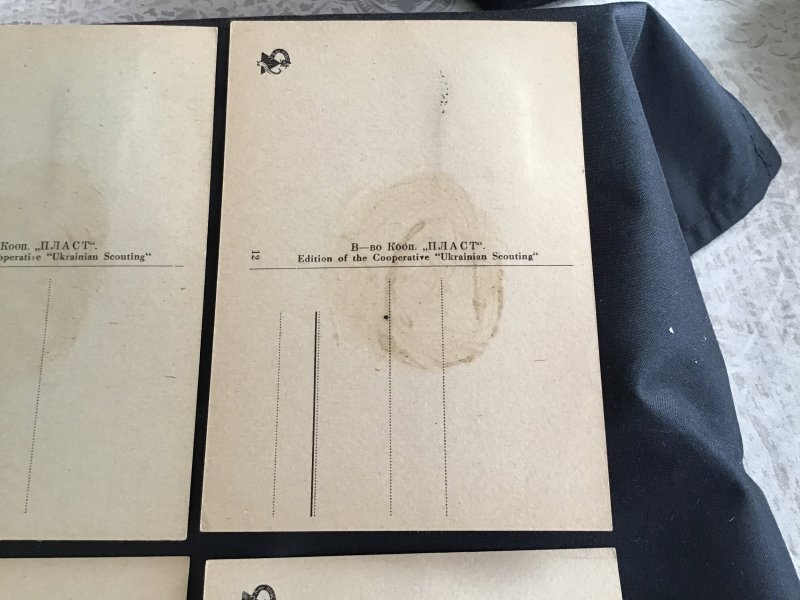 Кооп. „ПЛАСТ“.
operative "Ukrainian Scouting"
В—во Кооп. „ПЛАСТ“.
Edition of the Cooperative “Ukrainian Scouting“
12